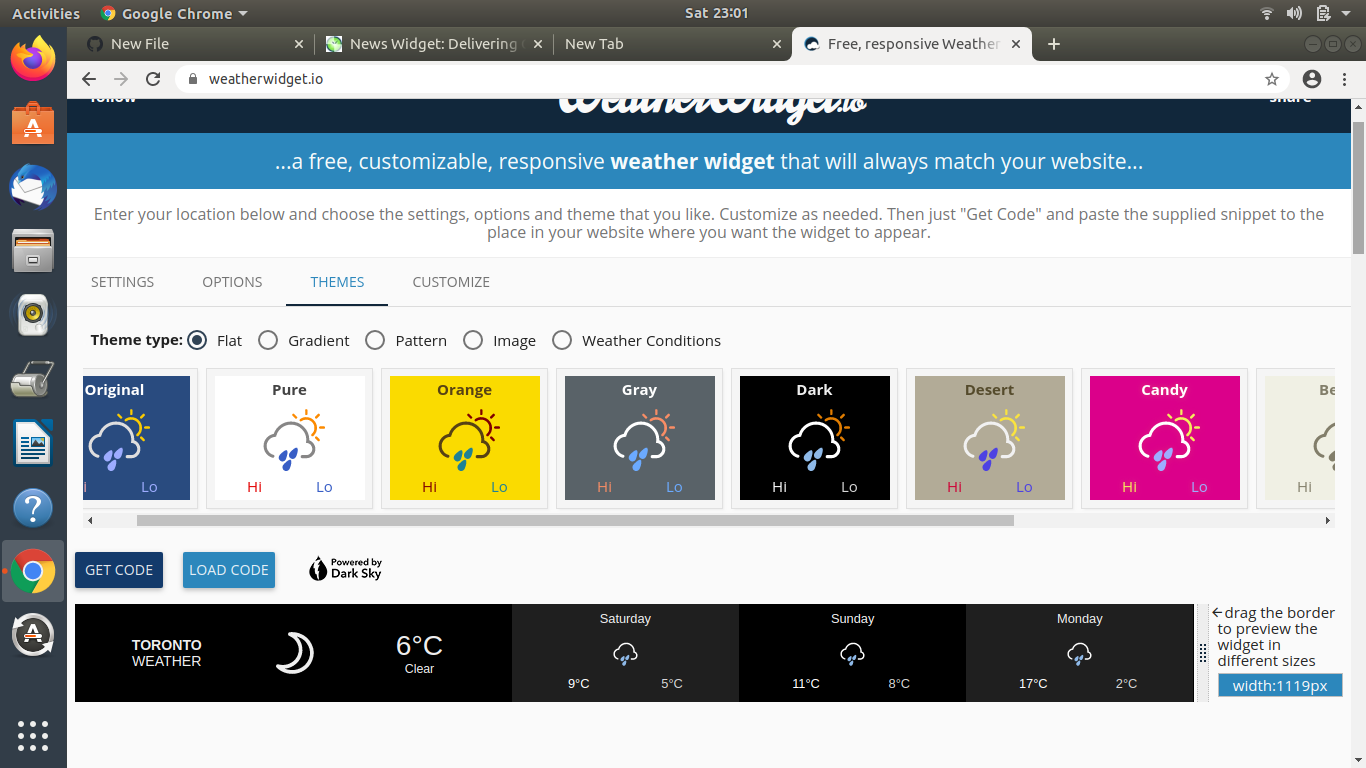 Activities
Google Chrome
Sat 23:01
New File
News Widget: Delivering
New Tab
Free, responsive Weather
weatherwidget.io
follow
WeatherWidget.io
share
...a free, customizable, responsive weather widget that will always match your website...
Enter your location below and choose the settings, options and theme that you like. Customize as needed. Then just "Get Code" and paste the supplied snippet to the
place in your website where you want the widget to appear.
SETTINGS
OPTIONS
THEMES
CUSTOMIZE
Theme type:
Flat
Gradient
Pattern
Image
Weather Conditions
Original
Pure
Orange
Gray
Dark
Desert
Candy
Be
Lo
Hi
Lo
Hi
Lo
Hi
Lo
Hi
Lo
Hi
Lo
Hi
Lo
Hi
GET CODE
LOAD CODE
Powered by
Dark Sky
TORONTO
WEATHER
6°C
Clear
Saturday
9°C
5°C
Sunday
11°C
8°C
Monday
17°C
2°C
drag the border
to preview the
widget in
different sizes
width:1119px